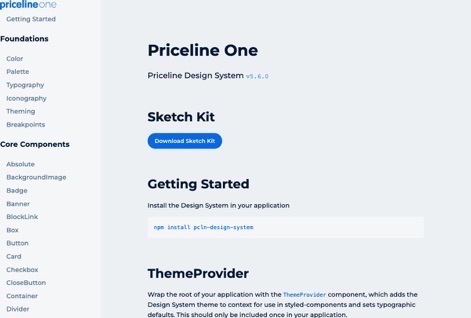 pricelineone
Getting Started
Foundations
Color
Palette
Typography
Iconography
Theming
Breakpoints
Core Components
Absolute
BackgroundImage
Badge
Banner
BlockLink
Box
Button
Card
Checkbox
CloseButton
Container
Divider
Priceline One
Priceline Design System v5.6.0
Sketch Kit
Download Sketch Kit
Getting Started
Install the Design System in your application
npm install pcln-design-system
ThemeProvider
Wrap the root of your application with the ThemeProvider component, which adds the
Design System theme to context for use in styled-components and sets typographic
defaults. This should only be included once in your application.